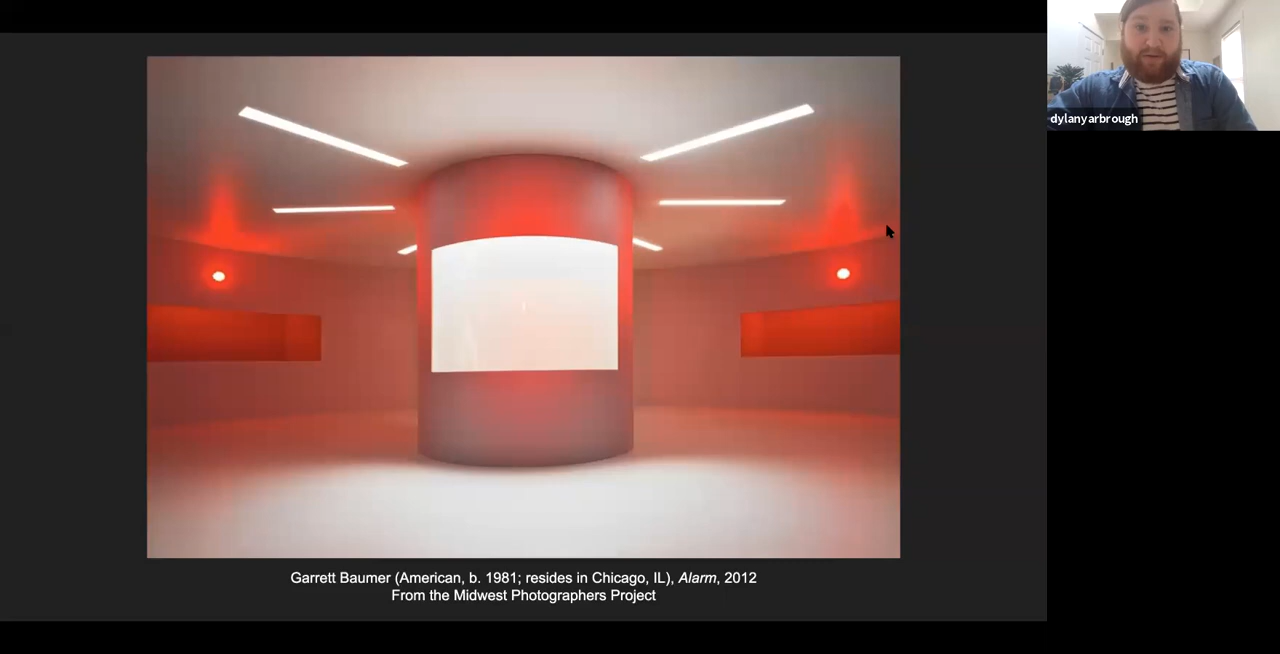 dylanyarbrough
Garrett Baumer (American, b. 1981; resides in Chicago, IL), Alarm, 2012
From the Midwest Photographers Project